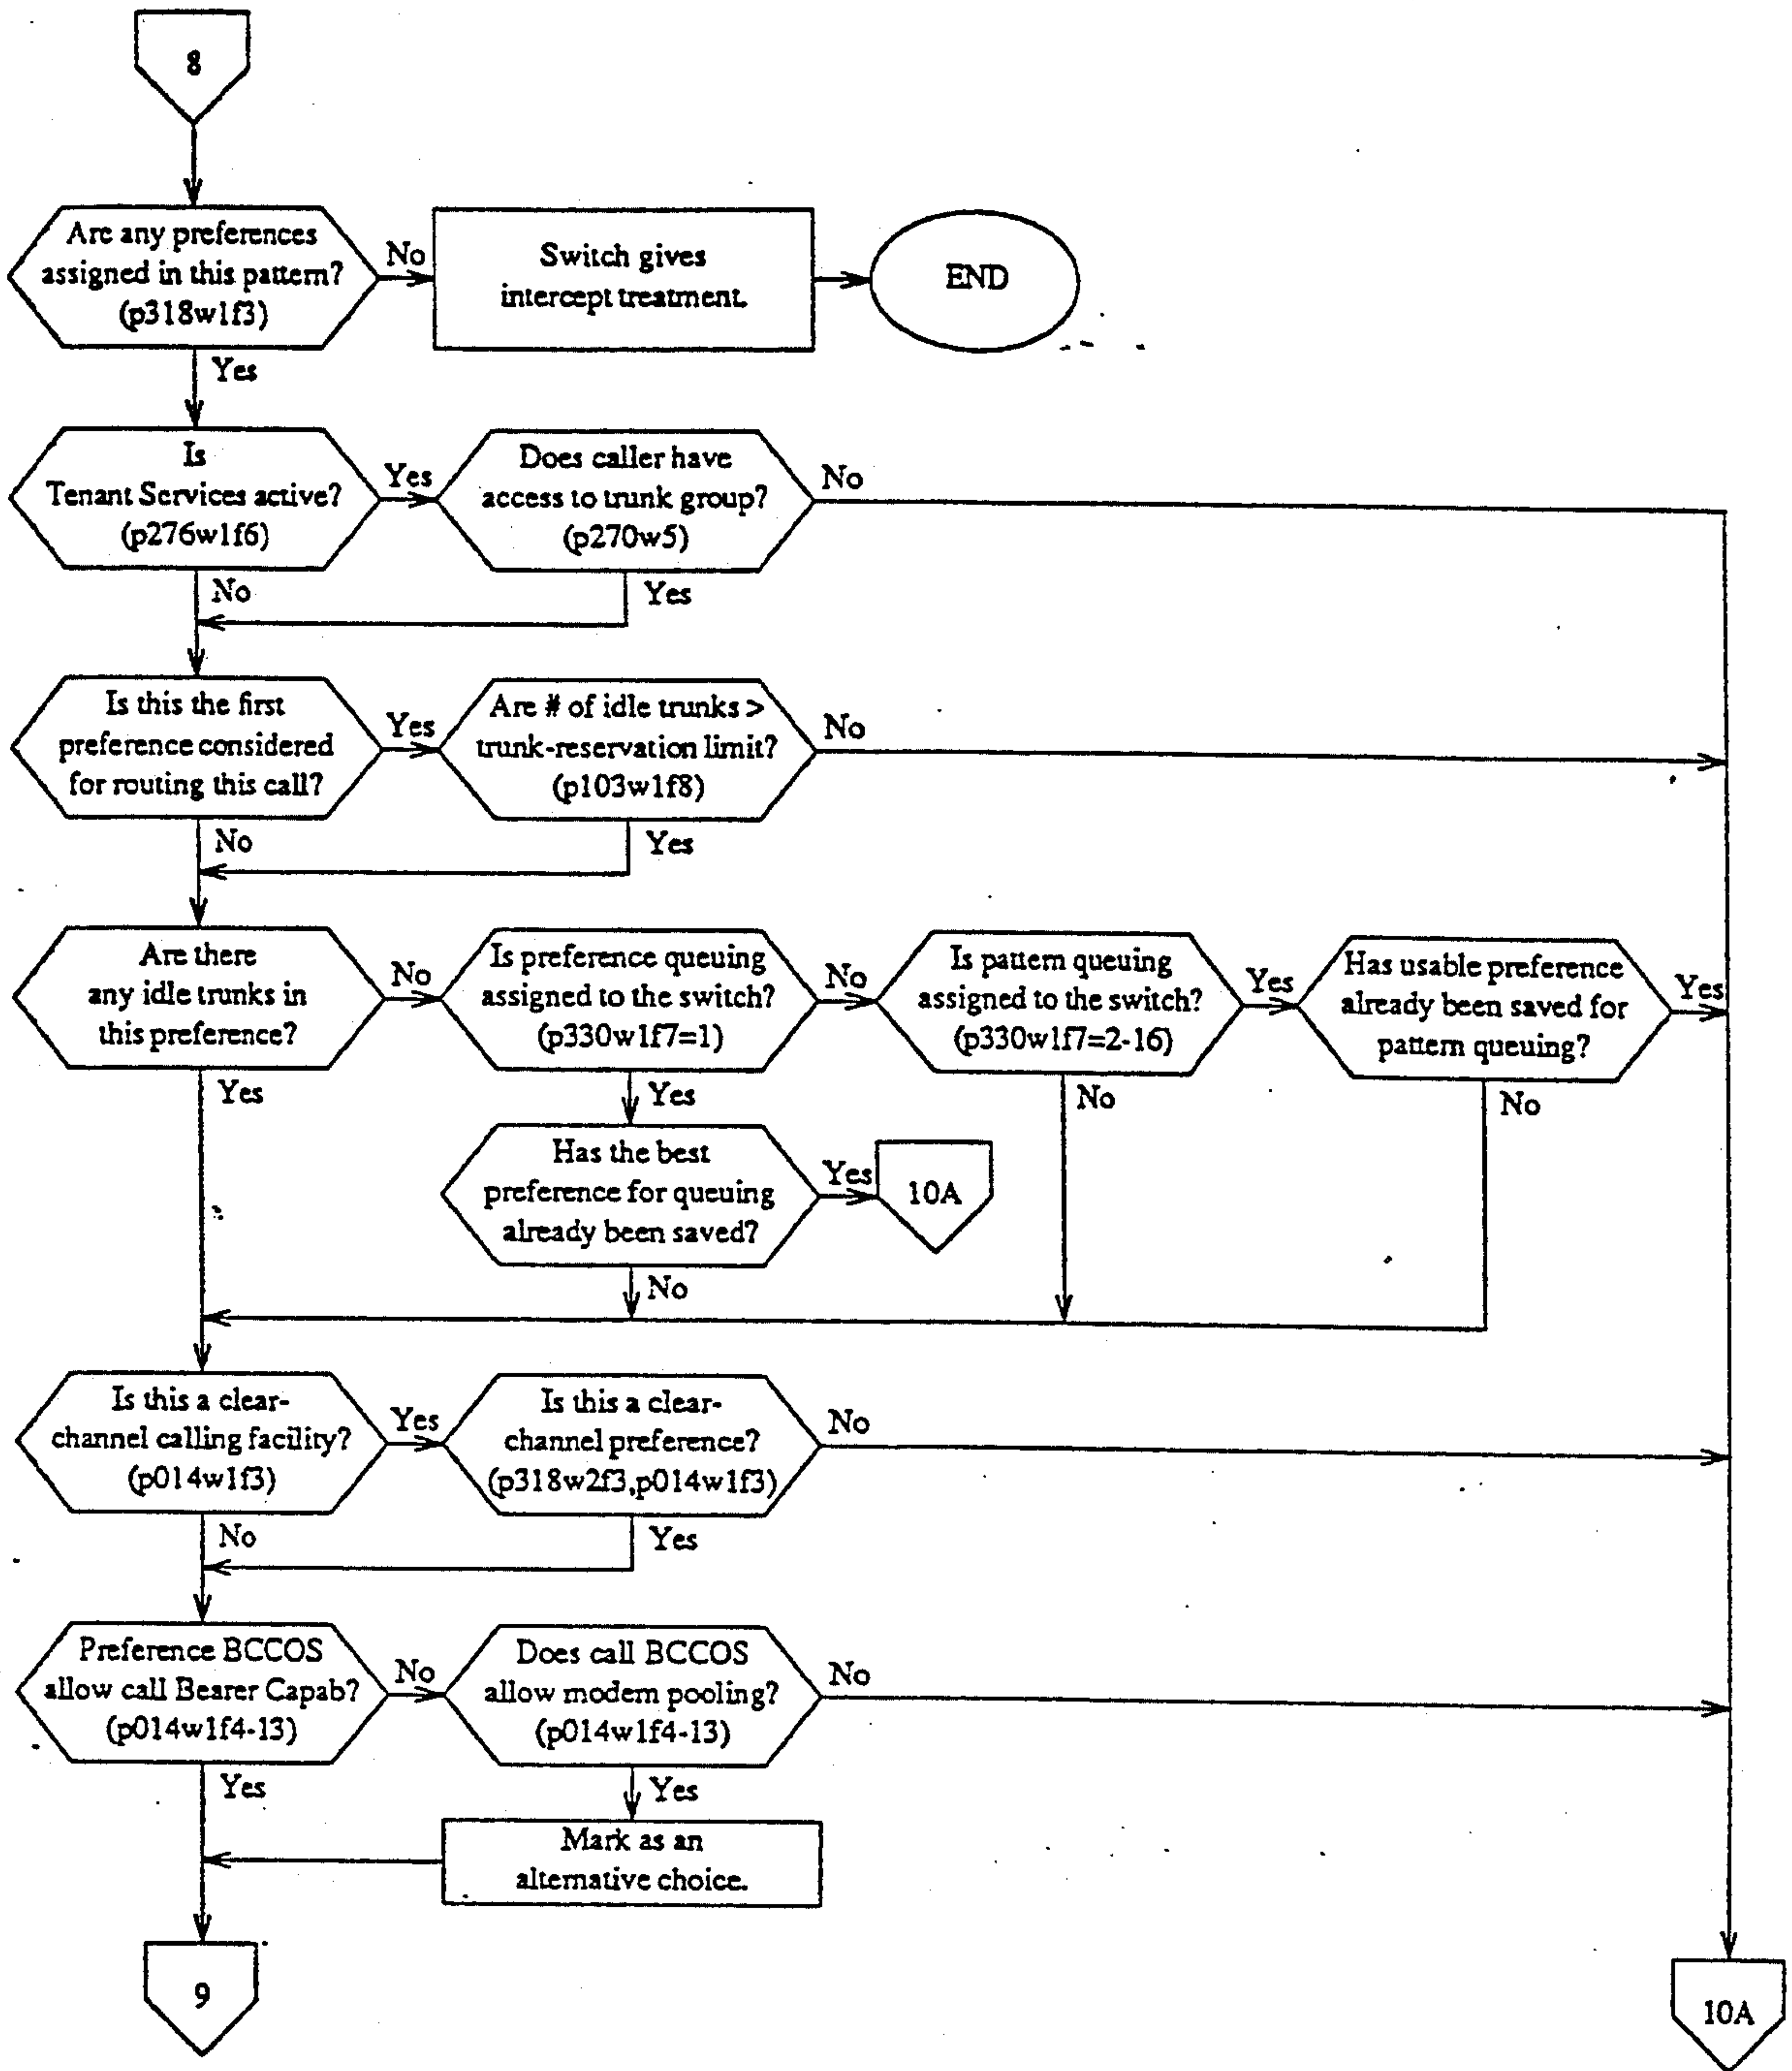 8
Are any preferences
assigned in this pattern?
(p318w1f3)
No
Switch gives
intercept treatment.
END
Yes
Is
Tenant Services active?
(p276w1f6)
Yes
Does caller have
access to trunk group?
(p270w5)
No
No
Yes
Is this the first
preference considered
for routing this call?
Yes
Are # of idle trunks >
trunk-reservation limit?
(p103w1f8)
No
No
Yes
Are there
any idle trunks in
this preference?
No
Is preference queuing
assigned to the switch?
(p330w1f7=1)
No
Is pattern queuing
assigned to the switch?
(p330w1f7=2-16)
Yes
Has usable preference
already been saved for
pattern queuing?
Yes
Yes
Yes
No
No
Has the best
preference for queuing
already been saved?
Yes
10A
No
Is this a clear-
channel calling facility?
(p014w1f3)
Yes
Is this a clear-
channel preference?
(p318w2f3,p014w1f3)
No
No
Yes
Preference BCCOS
allow call Bearer Capab?
(p014w1f4-13)
No
Does call BCCOS
allow modem pooling?
(p014w1f4-13)
No
Yes
Yes
Mark as an
alternative choice.
9
10A